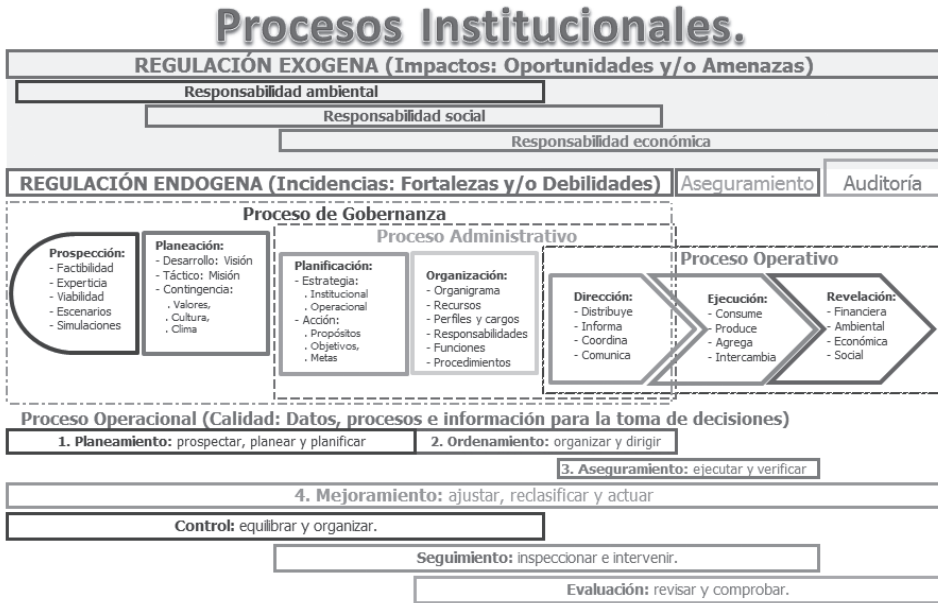 Procesos Institucionales.
REGULACIÓN EXOGENA (Impactos: Oportunidades y/o Amenazas)
Responsabilidad ambiental
Responsabilidad social
Responsabilidad económica
REGULACIÓN ENDOGENA (Incidencias: Fortalezas y/o Debilidades)
Aseguramiento
Auditoría
Proceso de Gobernanza
Proceso Administrativo
Proceso Operativo
Prospección:
- Factibilidad
- Experticia
- Viabilidad
- Escenarios
- Simulaciones
Planeación:
- Desarrollo: Visión
- Táctico: Misión
- Contingencia:
. Valores,
. Cultura,
. Clima
Planificación:
- Estrategia:
. Institucional
. Operacional
- Acción:
. Propósitos
. Objetivos,
. Metas
Organización:
- Organigrama
- Recursos
- Perfiles y cargos
- Responsabilidades
- Funciones
- Procedimientos
Dirección:
- Distribuye
- Informa
- Coordina
- Comunica
Ejecución:
- Consume
- Produce
- Agrega
- Intercambia
Revelación:
- Financiera
- Ambiental
- Económica
- Social
Proceso Operacional (Calidad: Datos, procesos e información para la toma de decisiones)
1. Planeamiento: prospectar, planear y planificar
2. Ordenamiento: organizar y dirigir
3. Aseguramiento: ejecutar y verificar
4. Mejoramiento: ajustar, reclasificar y actuar
Control: equilibrar y organizar.
Seguimiento: inspeccionar e intervenir.
Evaluación: revisar y comprobar.